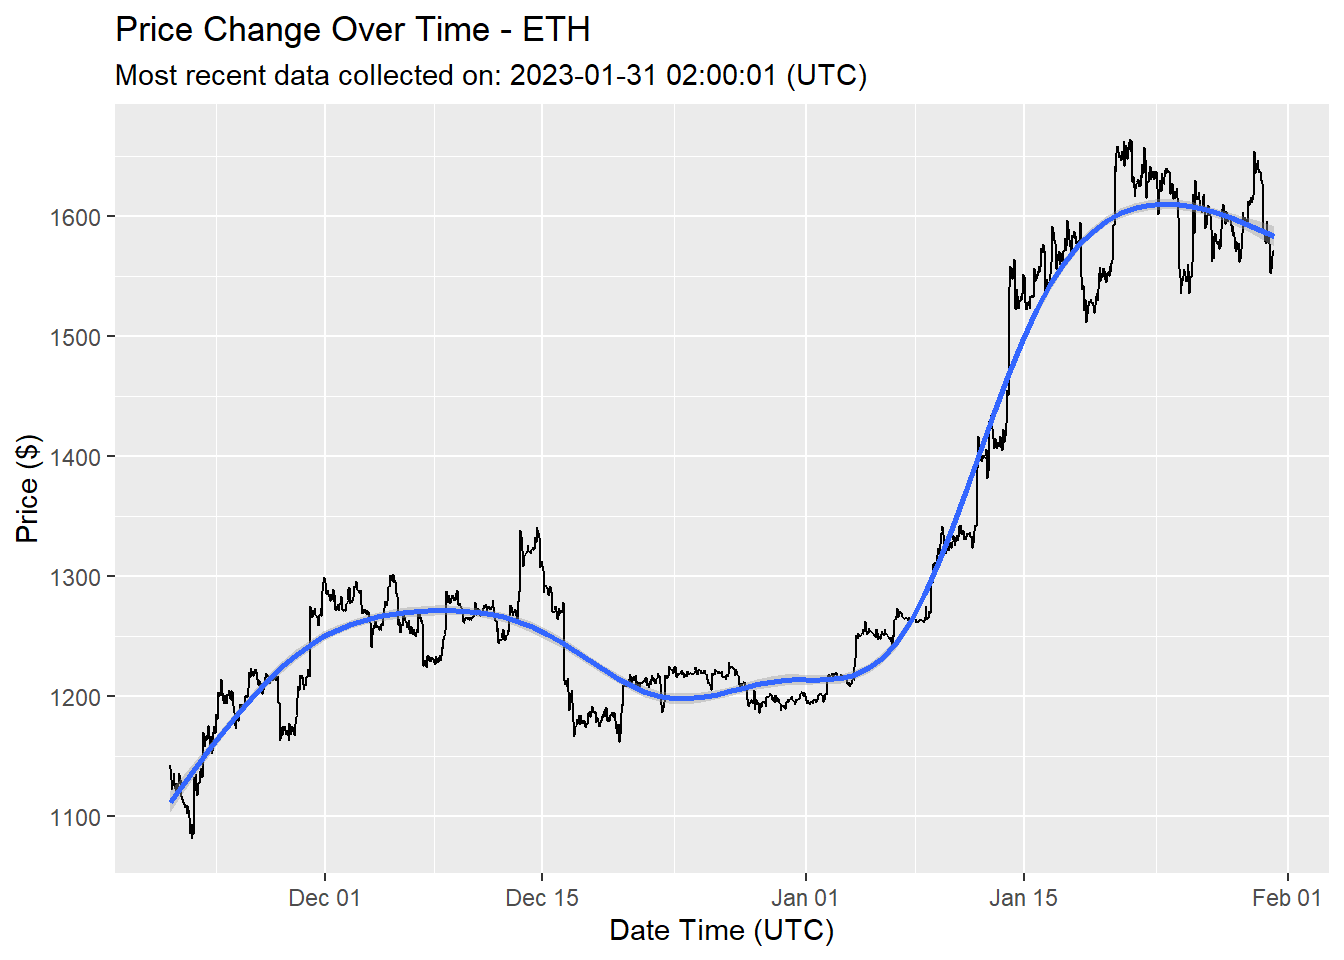 Price Change Over Time - ETH
Most recent data collected on: 2023-01-31 02:00:01 (UTC)
Price ($)
1600
1500
1400
1300
1200
1100
Dec 01
Dec 15
Jan 01
Jan 15
Feb 01
Date Time (UTC)